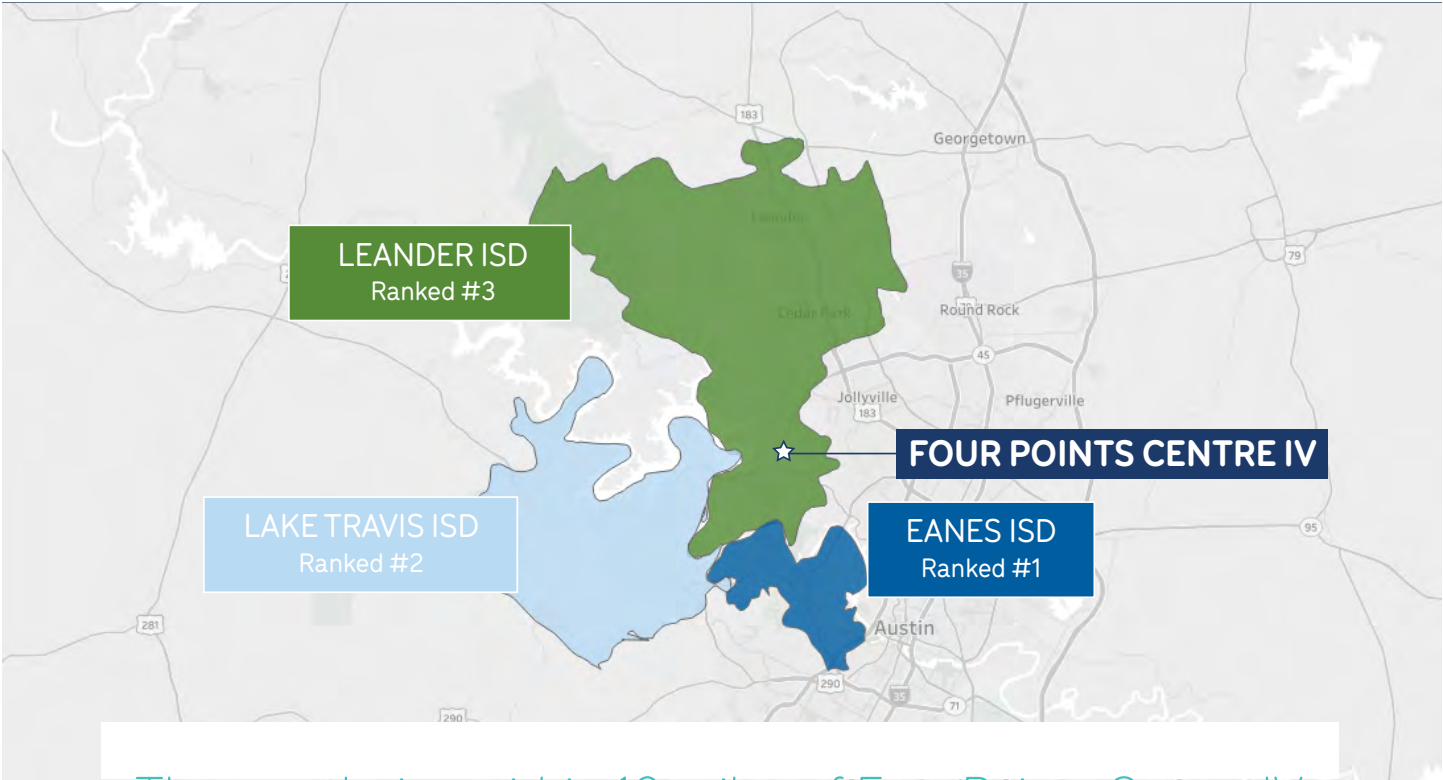 183
Georgetown
Leander
LEANDER ISD
Ranked #3
79
35
Cedar Park
Round Rock
45
Jollyville
183
Pflugerville
FOUR POINTS CENTRE IV
LAKE TRAVIS ISD
Ranked #2
EANES ISD
Ranked #1
95
281
Austin
290
35
71
290